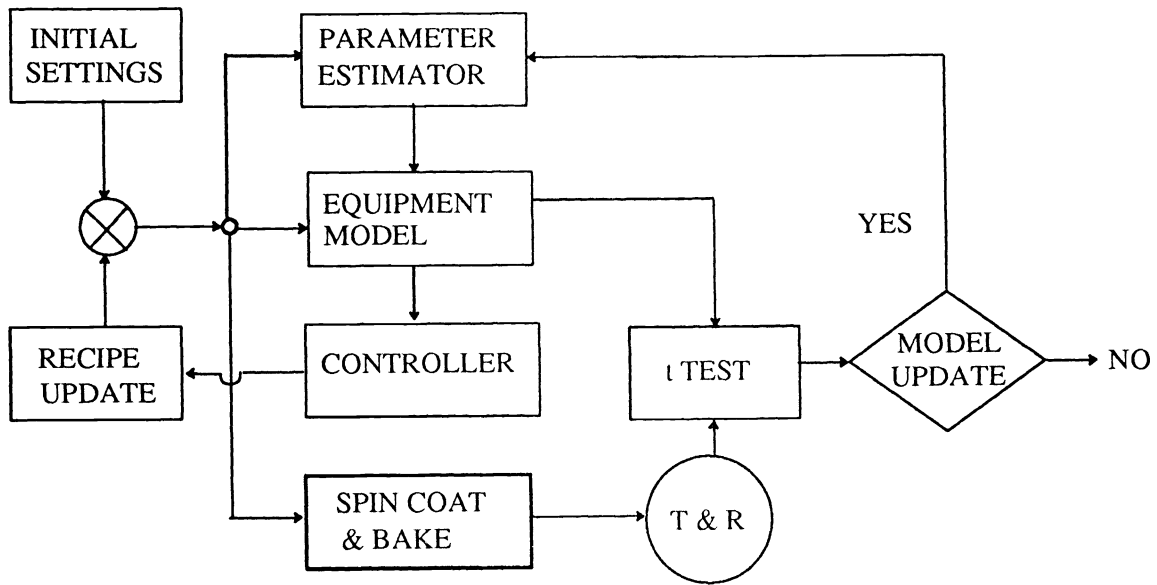 INITIAL
SETTINGS
PARAMETER
ESTIMATOR
EQUIPMENT
MODEL
YES
RECIPE
UPDATE
CONTROLLER
t TEST
MODEL
UPDATE
NO
SPIN COAT
& BAKE
T & R